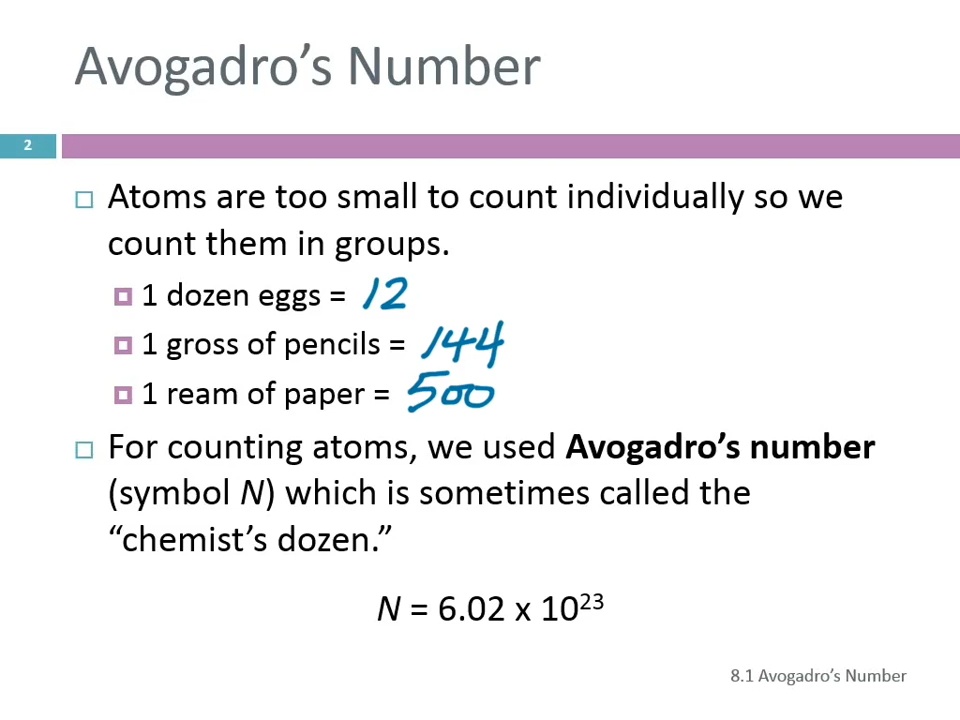 Avogadro’s Number
2
Atoms are too small to count individually so we
count them in groups.
1 dozen eggs = 12
1 gross of pencils = 144
1 ream of paper = 500
For counting atoms, we used Avogadro’s number
(symbol N) which is sometimes called the
“chemist’s dozen.”
N = 6.02 x 10²³
8.1 Avogadro’s Number